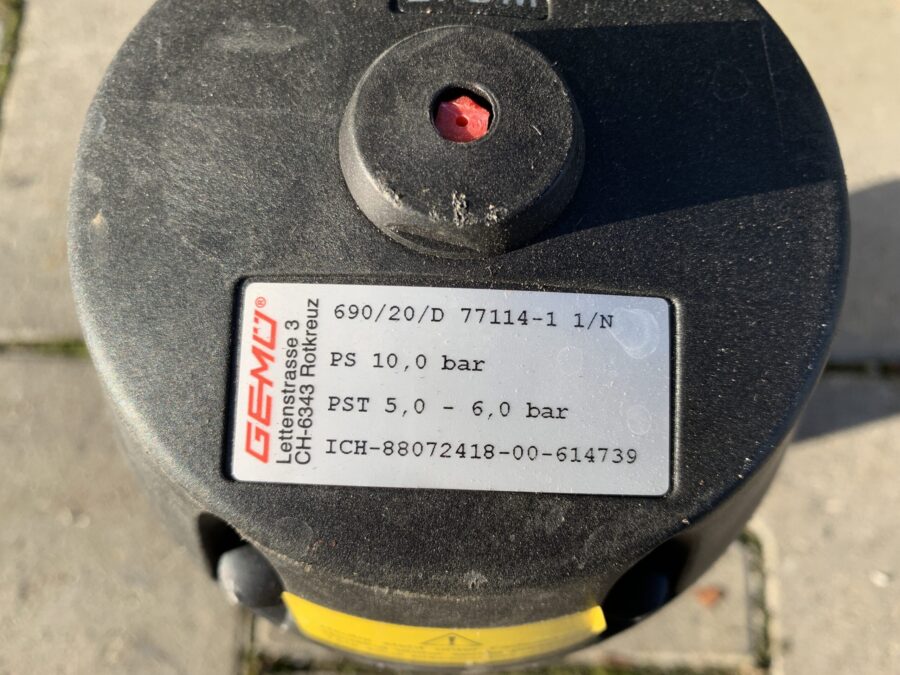 690/20/D 77114-1 1/N
PS 10,0 bar
PST 5,0 - 6,0 bar
ICH-88072418-00-614739
GEMÜ®
Lettenstrasse 3
CH-6343 Rotkreuz